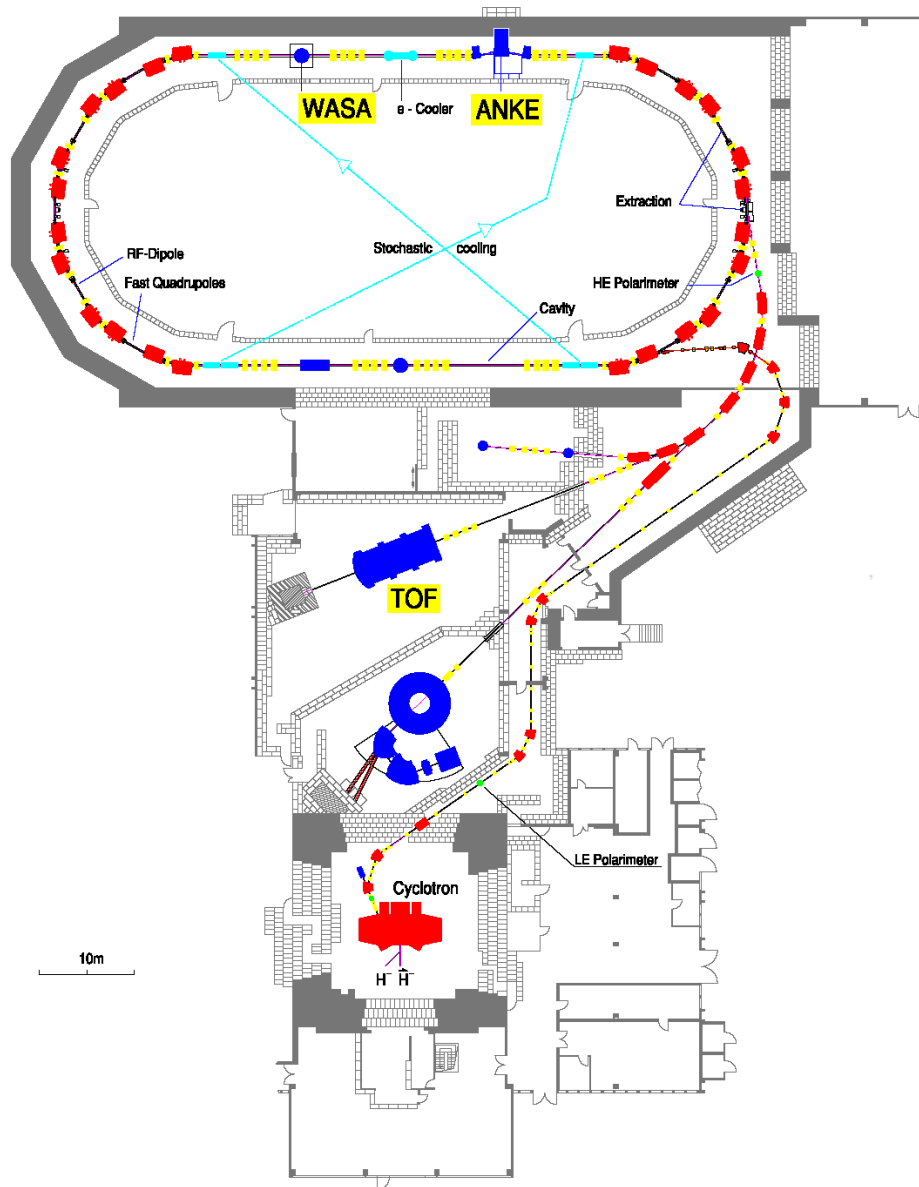 WASA
e - Cooler
ANKE
Extraction
Stochastic cooling
RF-Dipole
HE Polarimeter
Fast Quadrupoles
Cavity
TOF
LE Polarimeter
Cyclotron
10m
H⁻ H⃗⁻